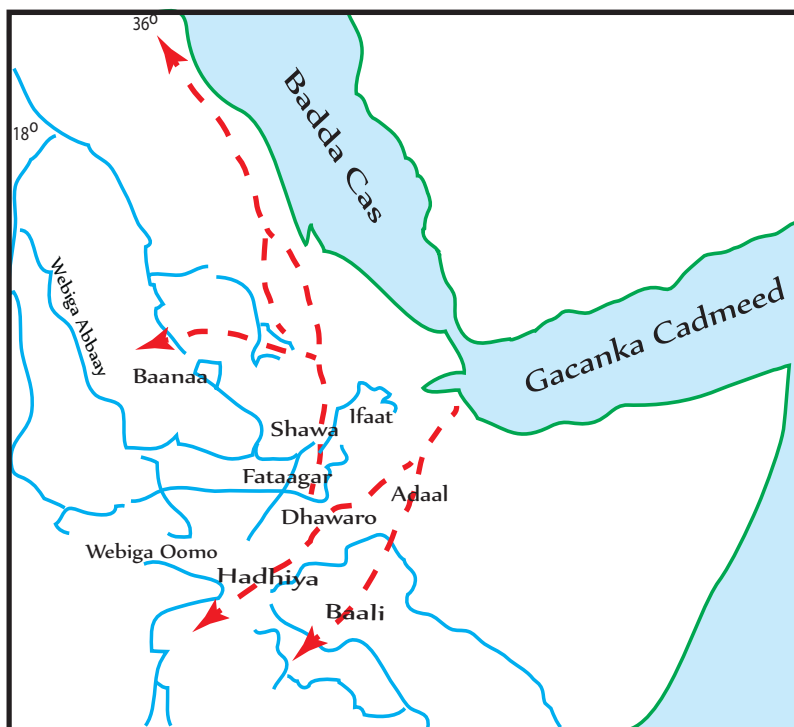 36⁰
18⁰
Badda Cas
Gacanka Cadmeed
Webiga Abbaay
Baanaa
Shawa
Ifaat
Fataagar
Adaal
Dhawaro
Webiga Oomo
Hadhiya
Baali